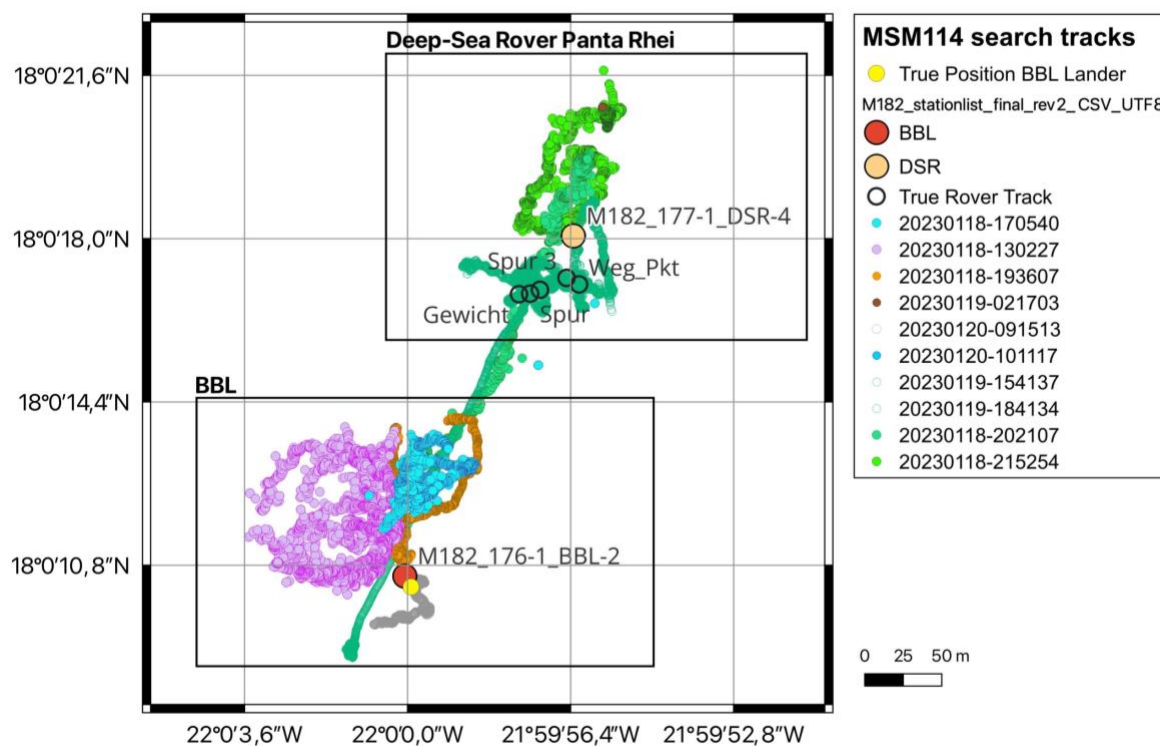 Deep-Sea Rover Panta Rhei
18°0'21,6"N
M182_177-1_DSR-4
18°0'18,0"N
Spur 3
Weg_Pkt
Gewicht
Spur
BBL
18°0'14,4"N
M182_176-1_BBL-2
18°0'10,8"N
22°0'3,6"W
22°0'0,0"W
21°59'56,4"W
21°59'52,8"W
MSM114 search tracks
True Position BBL Lander
M182_stationlist_final_rev2_CSV_UTF8
BBL
DSR
True Rover Track
20230118-170540
20230118-130227
20230118-193607
20230119-021703
20230120-091513
20230120-101117
20230119-154137
20230119-184134
20230118-202107
20230118-215254
0 25 50 m